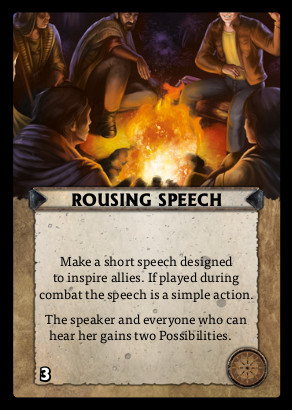 ROUSING SPEECH
Make a short speech designed
to inspire allies. If played during
combat the speech is a simple action.
The speaker and everyone who can
hear her gains two Possibilities.
3